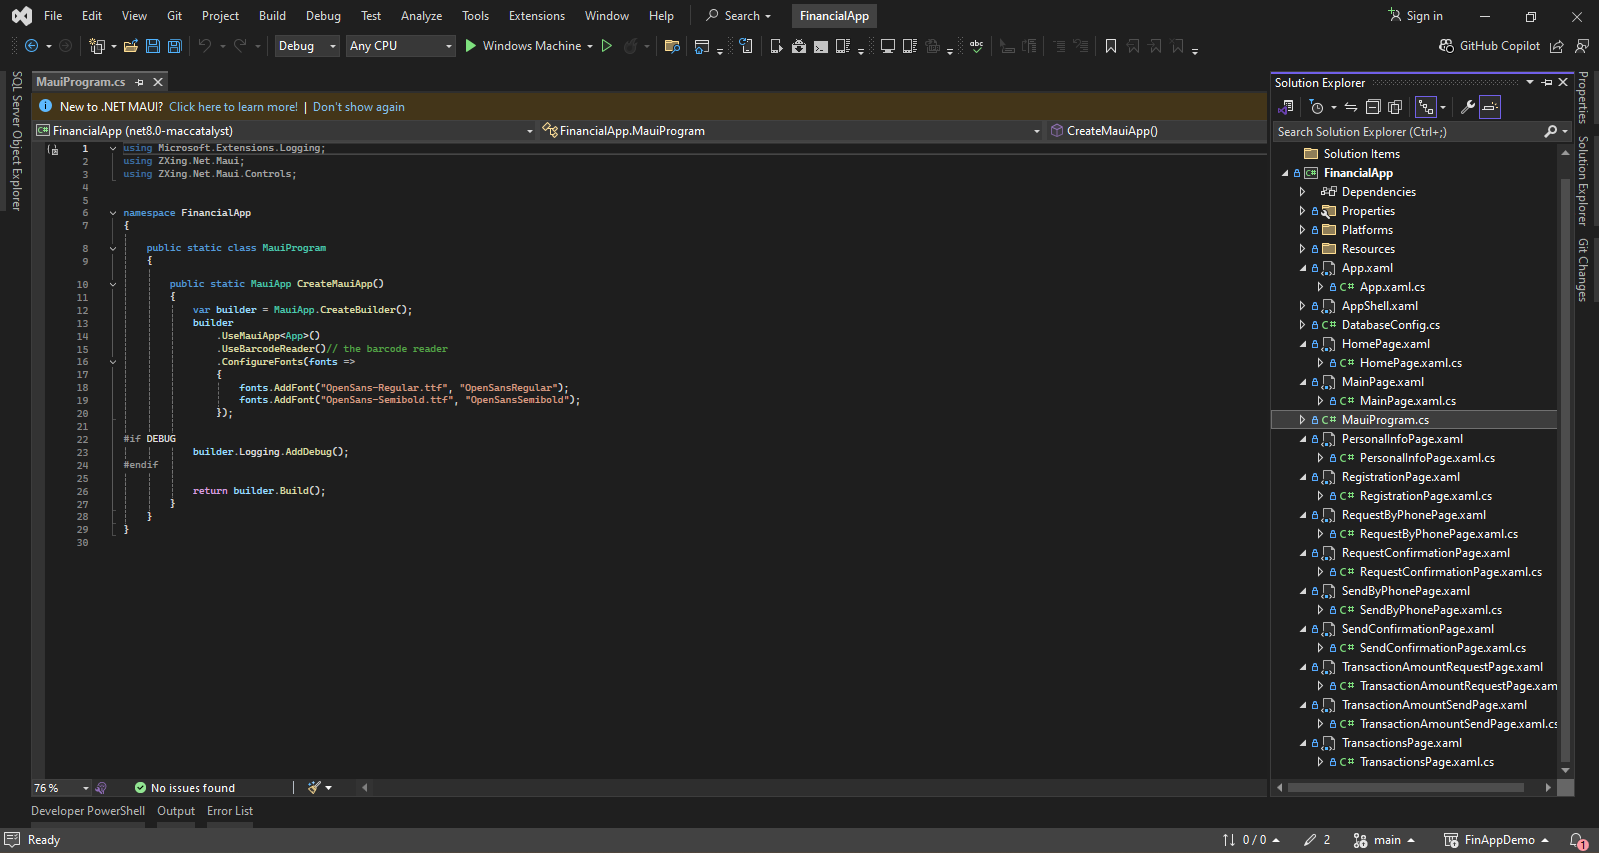 File Edit View Git Project Build Debug Test Analyze Tools Extensions Window Help Search FinancialApp Sign in
Debug Any CPU Windows Machine abc GitHub Copilot
SQL Server Object Explorer
MauiProgram.cs
New to .NET MAUI? Click here to learn more! | Don't show again
FinancialApp (net8.0-maccatalyst) FinancialApp.MauiProgram CreateMauiApp()
1 using Microsoft.Extensions.Logging;
2 using ZXing.Net.Maui;
3 using ZXing.Net.Maui.Controls;
4
5
6 namespace FinancialApp
7 {
8 public static class MauiProgram
9 {
10 public static MauiApp CreateMauiApp()
11 {
12 var builder = MauiApp.CreateBuilder();
13 builder
14 .UseMauiApp<App>()
15 .UseBarcodeReader()// the barcode reader
16 .ConfigureFonts(fonts =>
17 {
18 fonts.AddFont("OpenSans-Regular.ttf", "OpenSansRegular");
19 fonts.AddFont("OpenSans-Semibold.ttf", "OpenSansSemibold");
20 });
21
22 #if DEBUG
23 builder.Logging.AddDebug();
24 #endif
25
26 return builder.Build();
27 }
28 }
29 }
30
76 % No issues found
Solution Explorer
Search Solution Explorer (Ctrl+;)
Solution Items
FinancialApp
Dependencies
Properties
Platforms
Resources
App.xaml
C# App.xaml.cs
AppShell.xaml
C# DatabaseConfig.cs
HomePage.xaml
C# HomePage.xaml.cs
MainPage.xaml
C# MainPage.xaml.cs
C# MauiProgram.cs
PersonalInfoPage.xaml
C# PersonalInfoPage.xaml.cs
RegistrationPage.xaml
C# RegistrationPage.xaml.cs
RequestByPhonePage.xaml
C# RequestByPhonePage.xaml.cs
RequestConfirmationPage.xaml
C# RequestConfirmationPage.xaml.cs
SendByPhonePage.xaml
C# SendByPhonePage.xaml.cs
SendConfirmationPage.xaml
C# SendConfirmationPage.xaml.cs
TransactionAmountRequestPage.xaml
C# TransactionAmountRequestPage.xam
TransactionAmountSendPage.xaml
C# TransactionAmountSendPage.xaml.cs
TransactionsPage.xaml
C# TransactionsPage.xaml.cs
Properties
Solution Explorer
Git Changes
Developer PowerShell Output Error List
Ready 0 / 0 2 main FinAppDemo 1